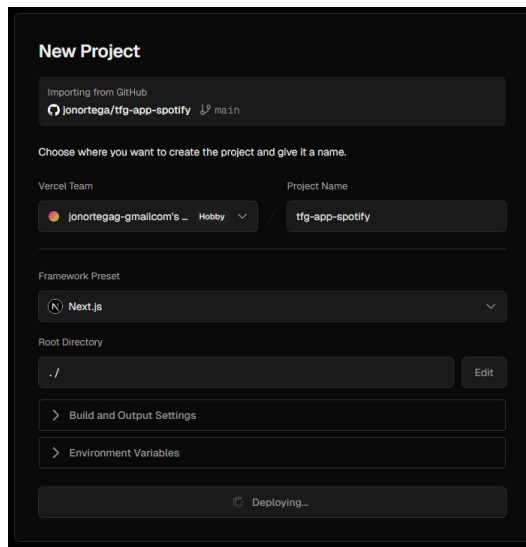 New Project
Importing from GitHub
jonortega/tfg-app-spotify main
Choose where you want to create the project and give it a name.
Vercel Team
Project Name
jonortegag-gmailcom's ... Hobby
tfg-app-spotify
Framework Preset
N Next.js
Root Directory
./
Edit
Build and Output Settings
Environment Variables
Deploying...